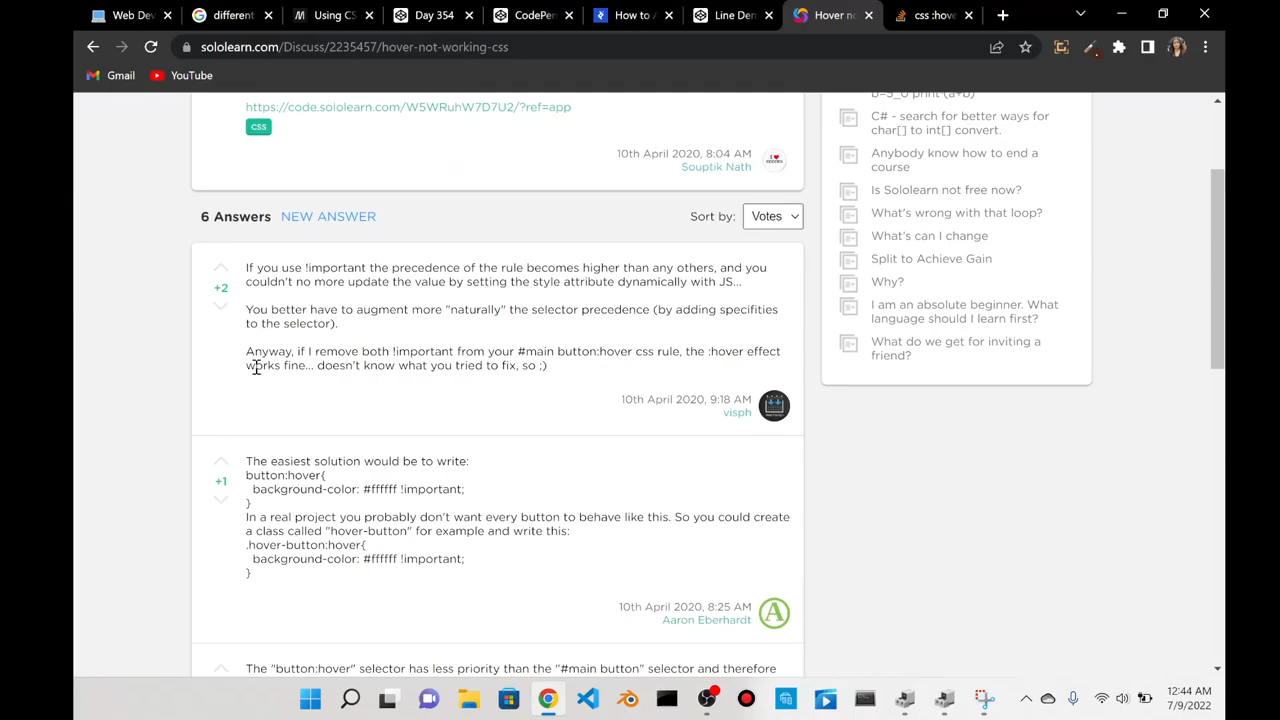 Web Dev
different
Using CS
Day 354
CodePen
How to
Line Den
Hover no
css :hove
sololearn.com/Discuss/2235457/hover-not-working-css
Gmail
YouTube
https://code.sololearn.com/W5WRuhW7D7U2/?ref=app
CSS
10th April 2020, 8:04 AM
Souptik Nath
6 Answers NEW ANSWER
Sort by: Votes
If you use !important the precedence of the rule becomes higher than any others, and you
couldn't no more update the value by setting the style attribute dynamically with JS...
+2
You better have to augment more "naturally" the selector precedence (by adding specifities
to the selector).
Anyway, if I remove both !important from your #main button:hover css rule, the :hover effect
works fine... doesn't know what you tried to fix, so ;)
10th April 2020, 9:18 AM
visph
The easiest solution would be to write:
button:hover{
+1
background-color: #ffffff !important;
}
In a real project you probably don't want every button to behave like this. So you could create
a class called "hover-button" for example and write this:
.hover-button:hover{
background-color: #ffffff !important;
}
10th April 2020, 8:25 AM
Aaron Eberhardt
A
The "button:hover" selector has less priority than the "#main button" selector and therefore
b=5_0 print (a+b)
C# - search for better ways for
char[] to int[] convert.
Anybody know how to end a
course
Is Sololearn not free now?
What's wrong with that loop?
What's can I change
Split to Achieve Gain
Why?
I am an absolute beginner. What
language should I learn first?
What do we get for inviting a
friend?
12:44 AM
7/9/2022